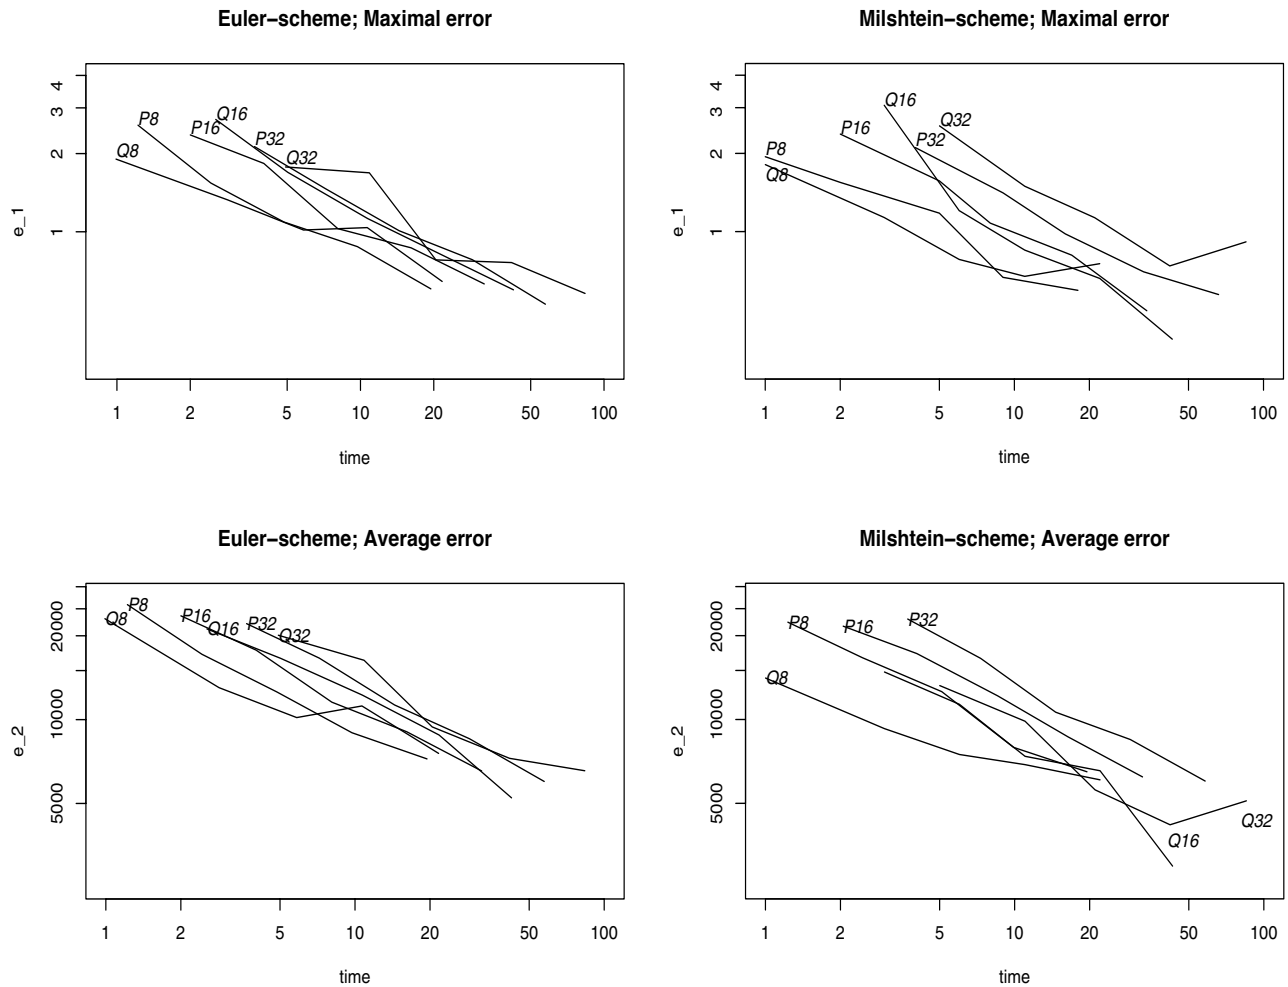 Euler−scheme; Maximal error
e_1
4
3
2
1
Q8
P8
P16
Q16
P32
Q32
1 2 5 10 20 50 100
time
Milshtein−scheme; Maximal error
e_1
4
3
2
1
P8
Q8
P16
Q16
P32
Q32
1 2 5 10 20 50 100
time
Euler−scheme; Average error
e_2
20000
10000
5000
Q8
P8
P16
Q16
P32
Q32
1 2 5 10 20 50 100
time
Milshtein−scheme; Average error
e_2
20000
10000
5000
P8
P16
P32
Q8
Q16
Q32
1 2 5 10 20 50 100
time